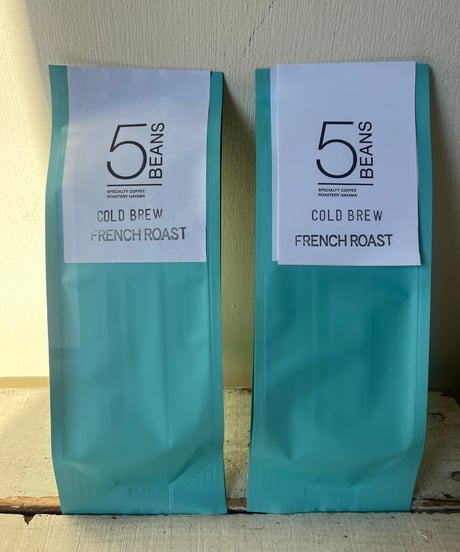 5 BEANS
SPECIALTY COFFEE
ROASTERY HAYAMA
COLD BREW
FRENCH ROAST
5 BEANS
SPECIALTY COFFEE
ROASTERY HAYAMA
COLD BREW
FRENCH ROAST